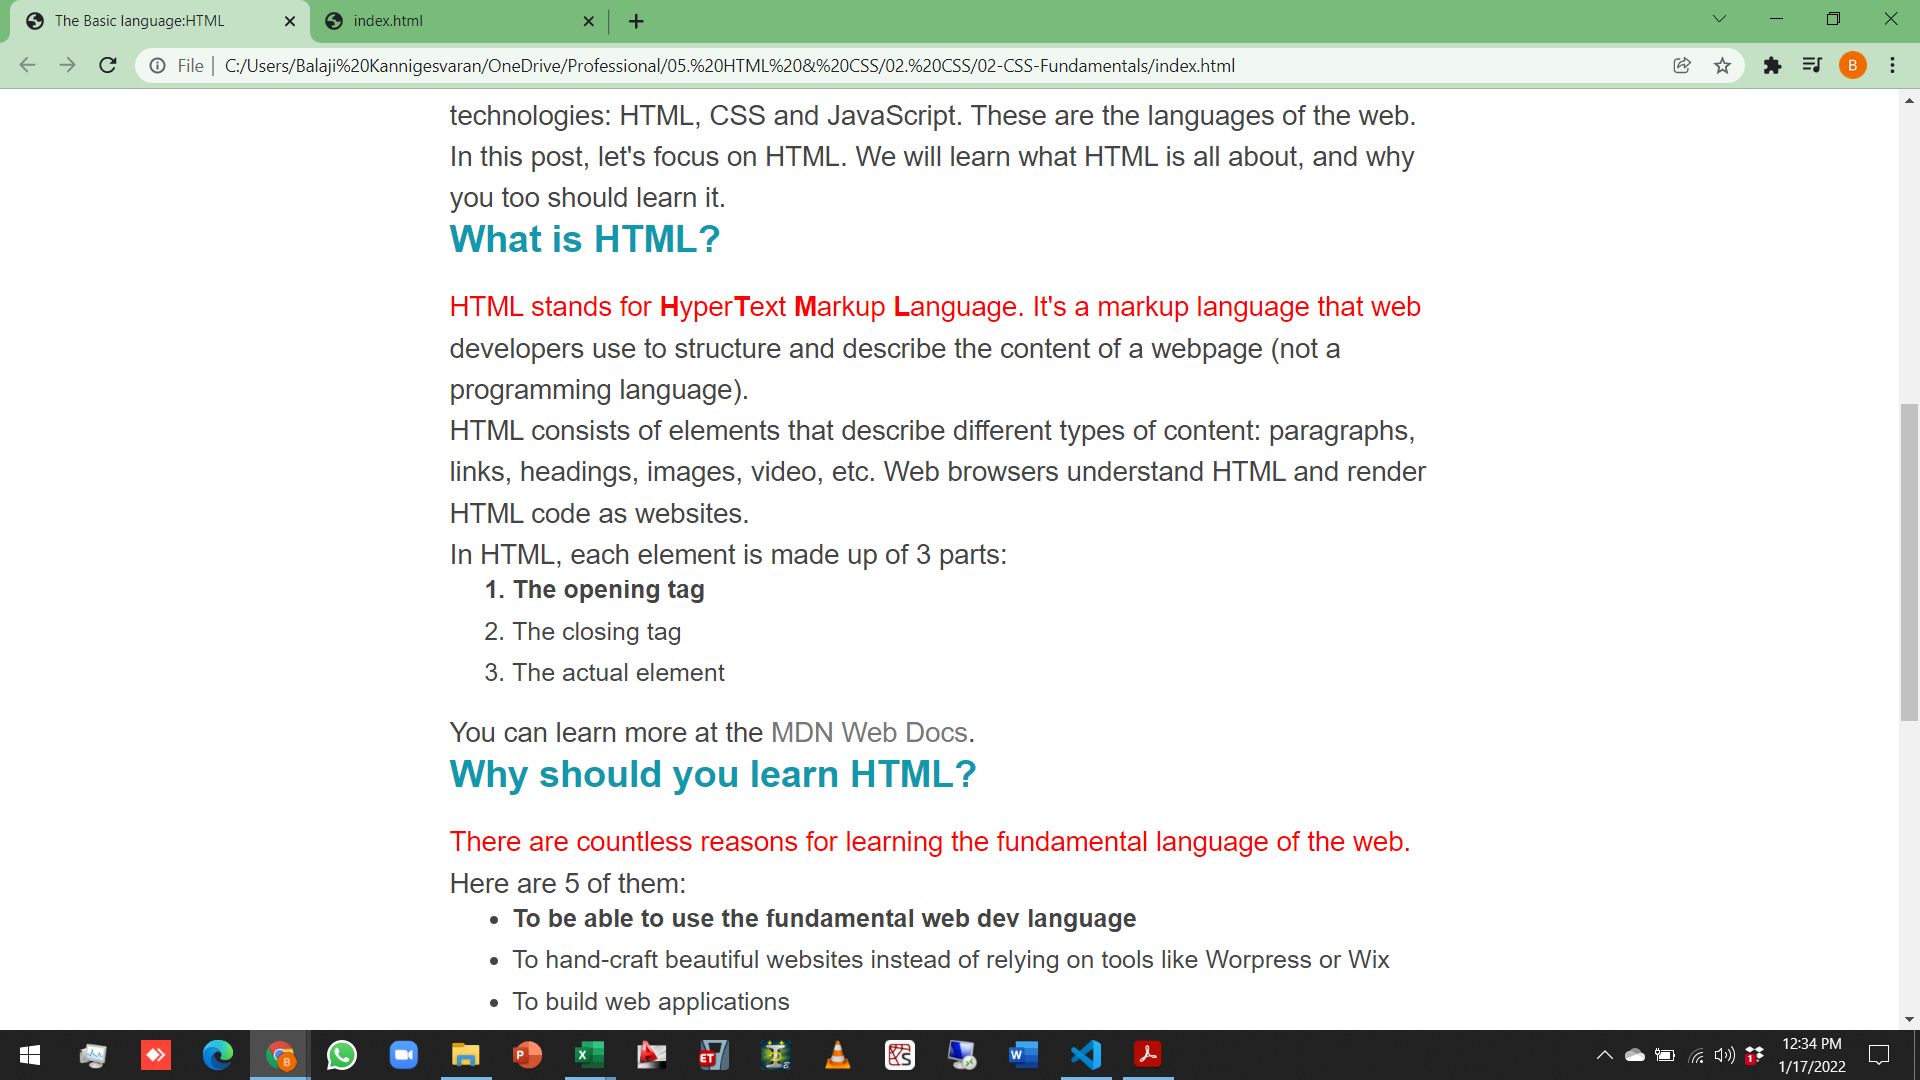 The Basic language:HTML
index.html
File
C:/Users/Balaji%20Kannigesvaran/OneDrive/Professional/05.%20HTML%20&%20CSS/02.%20CSS/02-CSS-Fundamentals/index.html
B
technologies: HTML, CSS and JavaScript. These are the languages of the web.
In this post, let's focus on HTML. We will learn what HTML is all about, and why
you too should learn it.
What is HTML?
HTML stands for HyperText Markup Language. It's a markup language that web
developers use to structure and describe the content of a webpage (not a
programming language).
HTML consists of elements that describe different types of content: paragraphs,
links, headings, images, video, etc. Web browsers understand HTML and render
HTML code as websites.
In HTML, each element is made up of 3 parts:
1. The opening tag
2. The closing tag
3. The actual element
You can learn more at the MDN Web Docs.
Why should you learn HTML?
There are countless reasons for learning the fundamental language of the web.
Here are 5 of them:
• To be able to use the fundamental web dev language
• To hand-craft beautiful websites instead of relying on tools like Worpress or Wix
• To build web applications
12:34 PM
1/17/2022